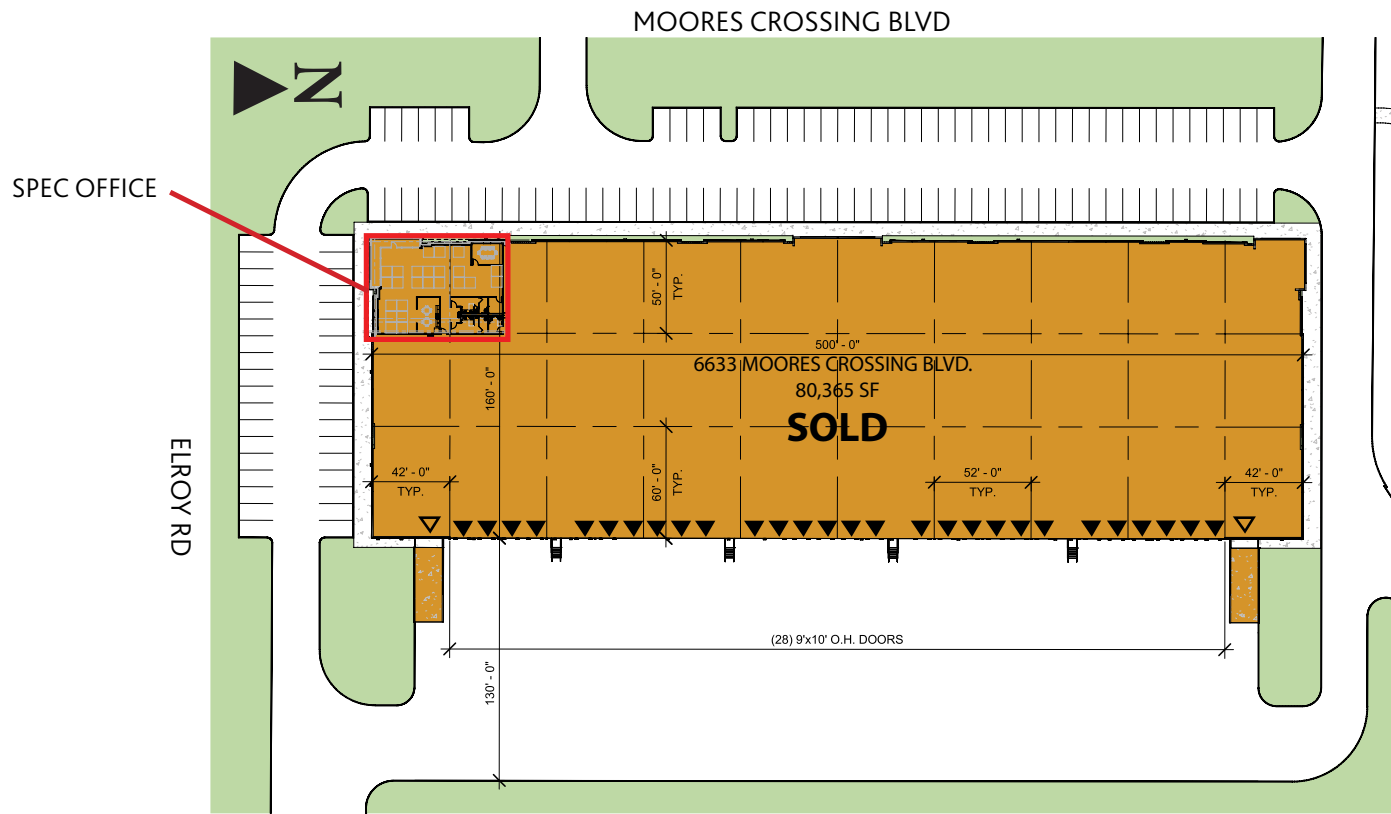 MOORES CROSSING BLVD
N
SPEC OFFICE
50' - 0"
TYP.
500' - 0"
6633 MOORES CROSSING BLVD.
80,365 SF
SOLD
160' - 0"
ELROY RD
42' - 0"
TYP.
60' - 0"
TYP.
52' - 0"
TYP.
42' - 0"
TYP.
(28) 9'x10' O.H. DOORS
130' - 0"